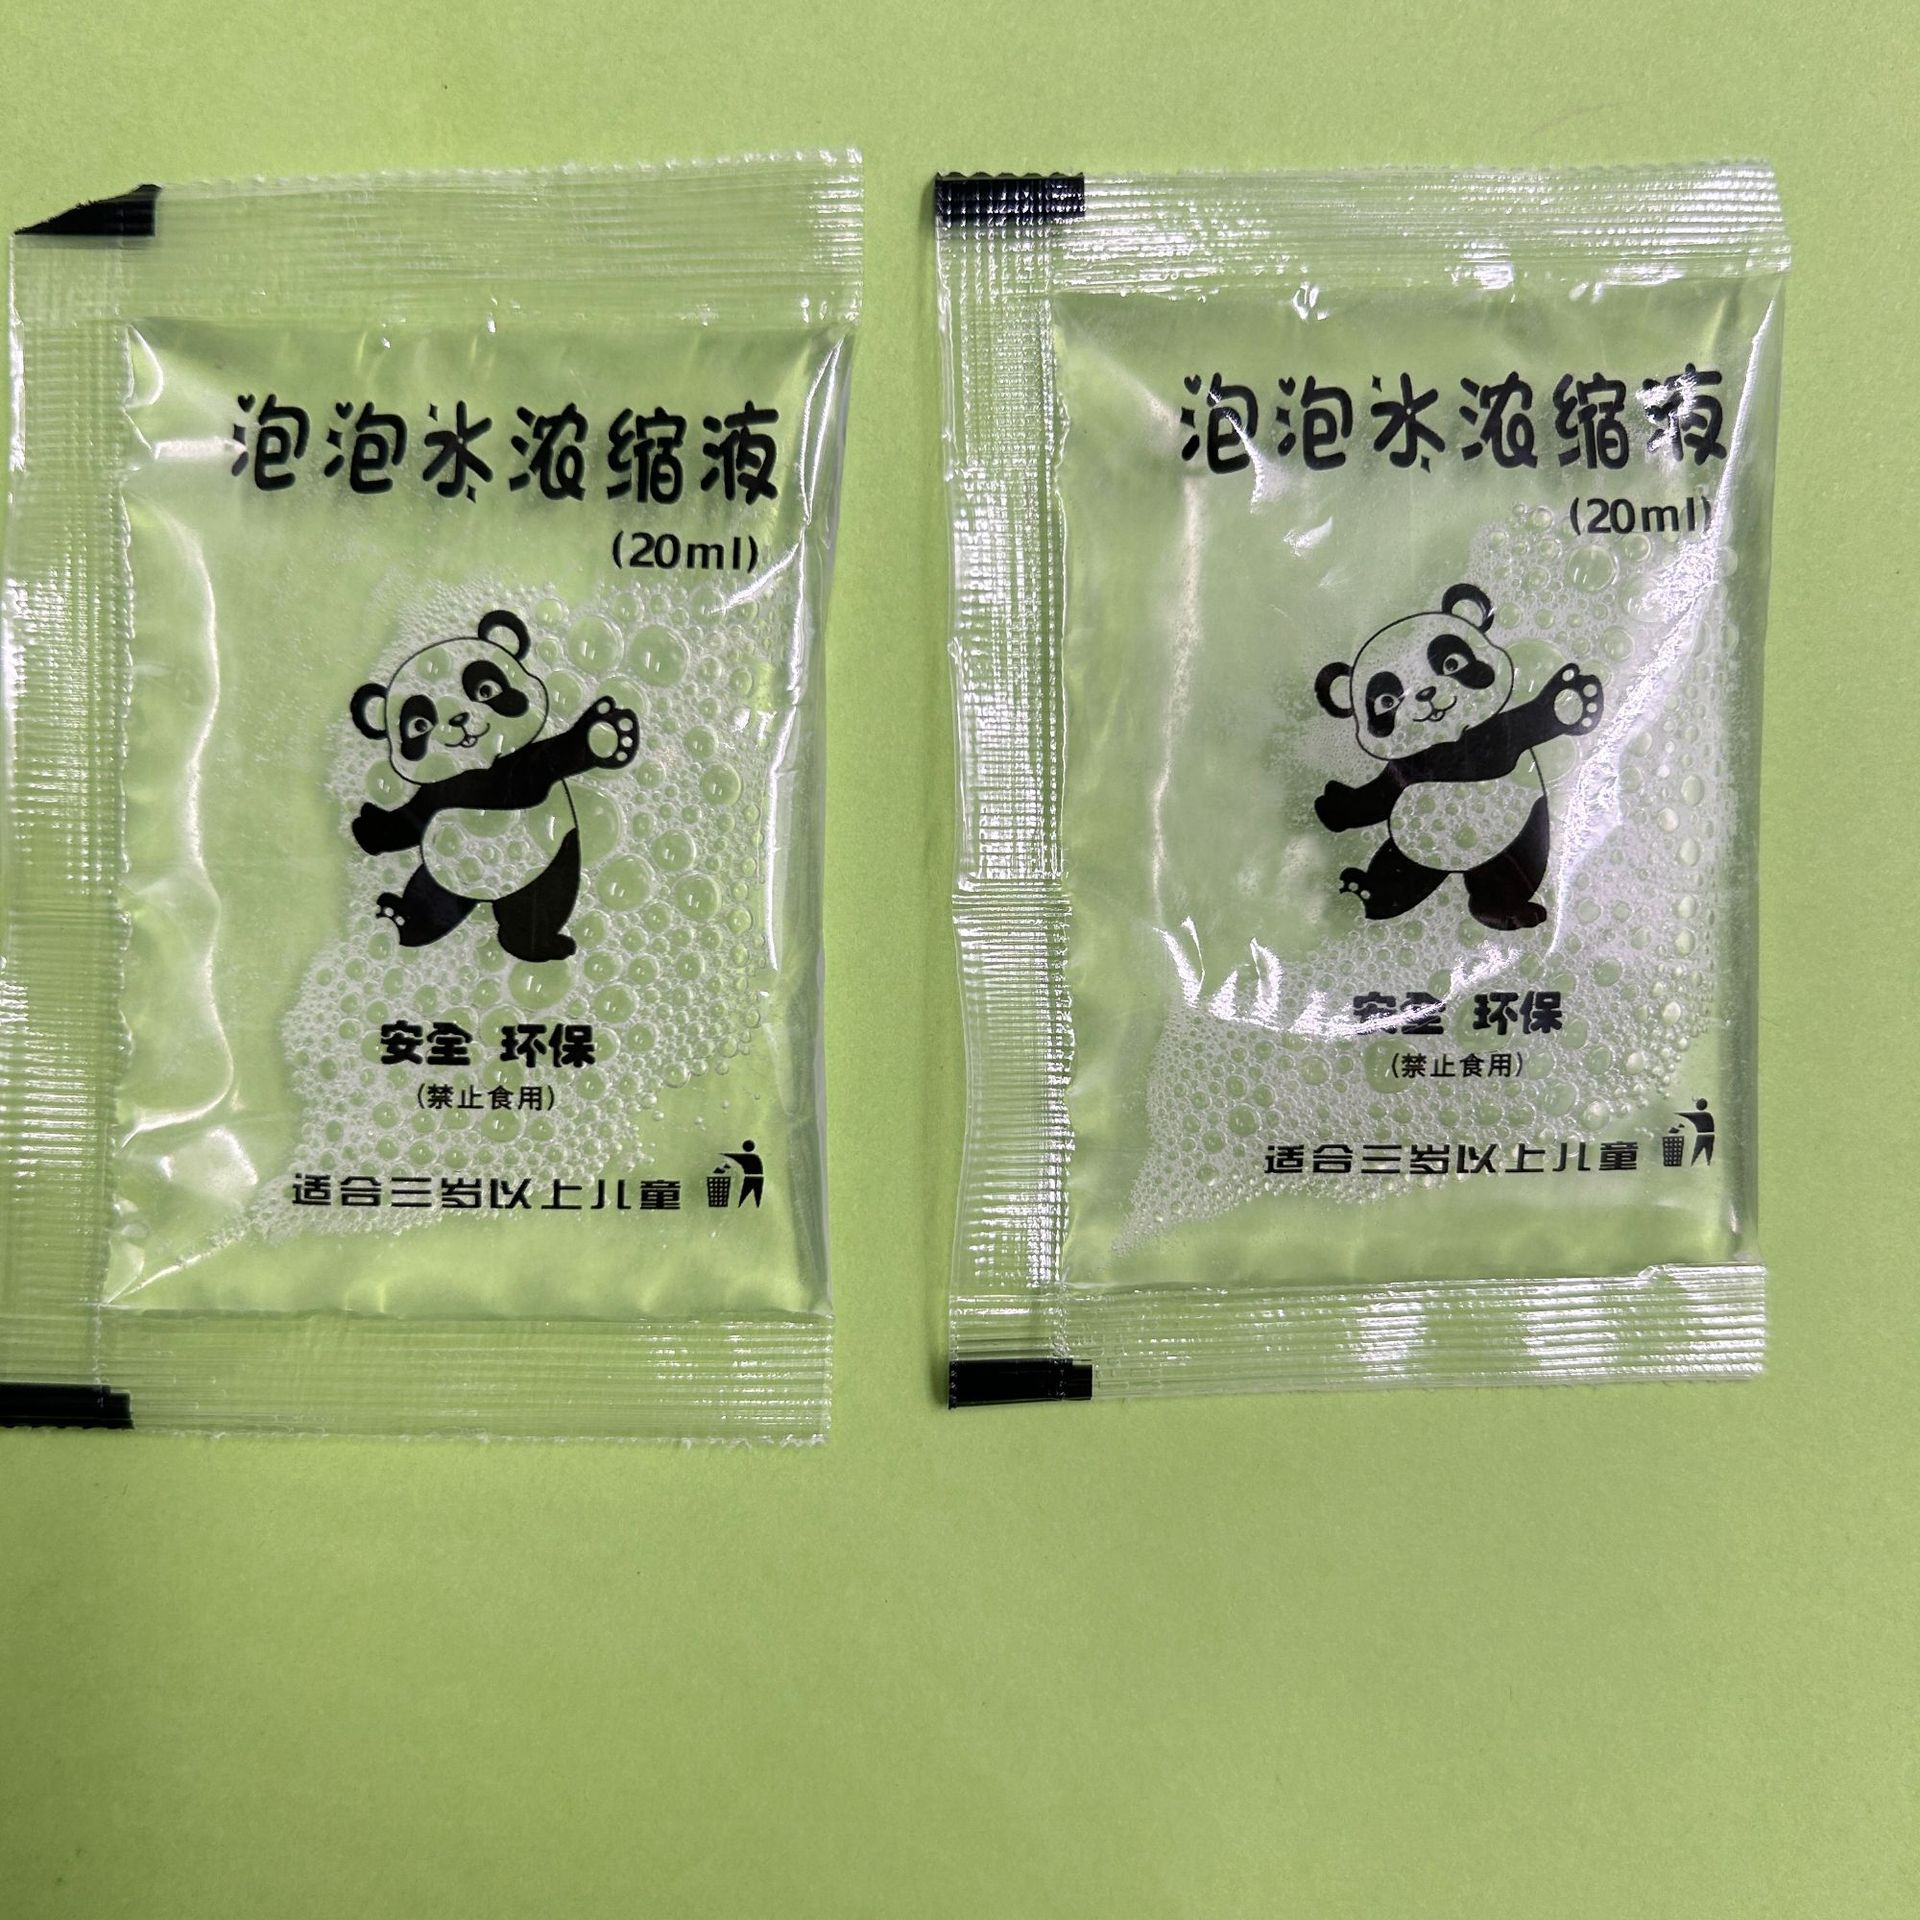 泡泡水浓缩液
(20ml)
安全 环保
(禁止食用)
适合三岁以上儿童
泡泡水浓缩液
(20ml)
安全 环保
(禁止食用)
适合三岁以上儿童